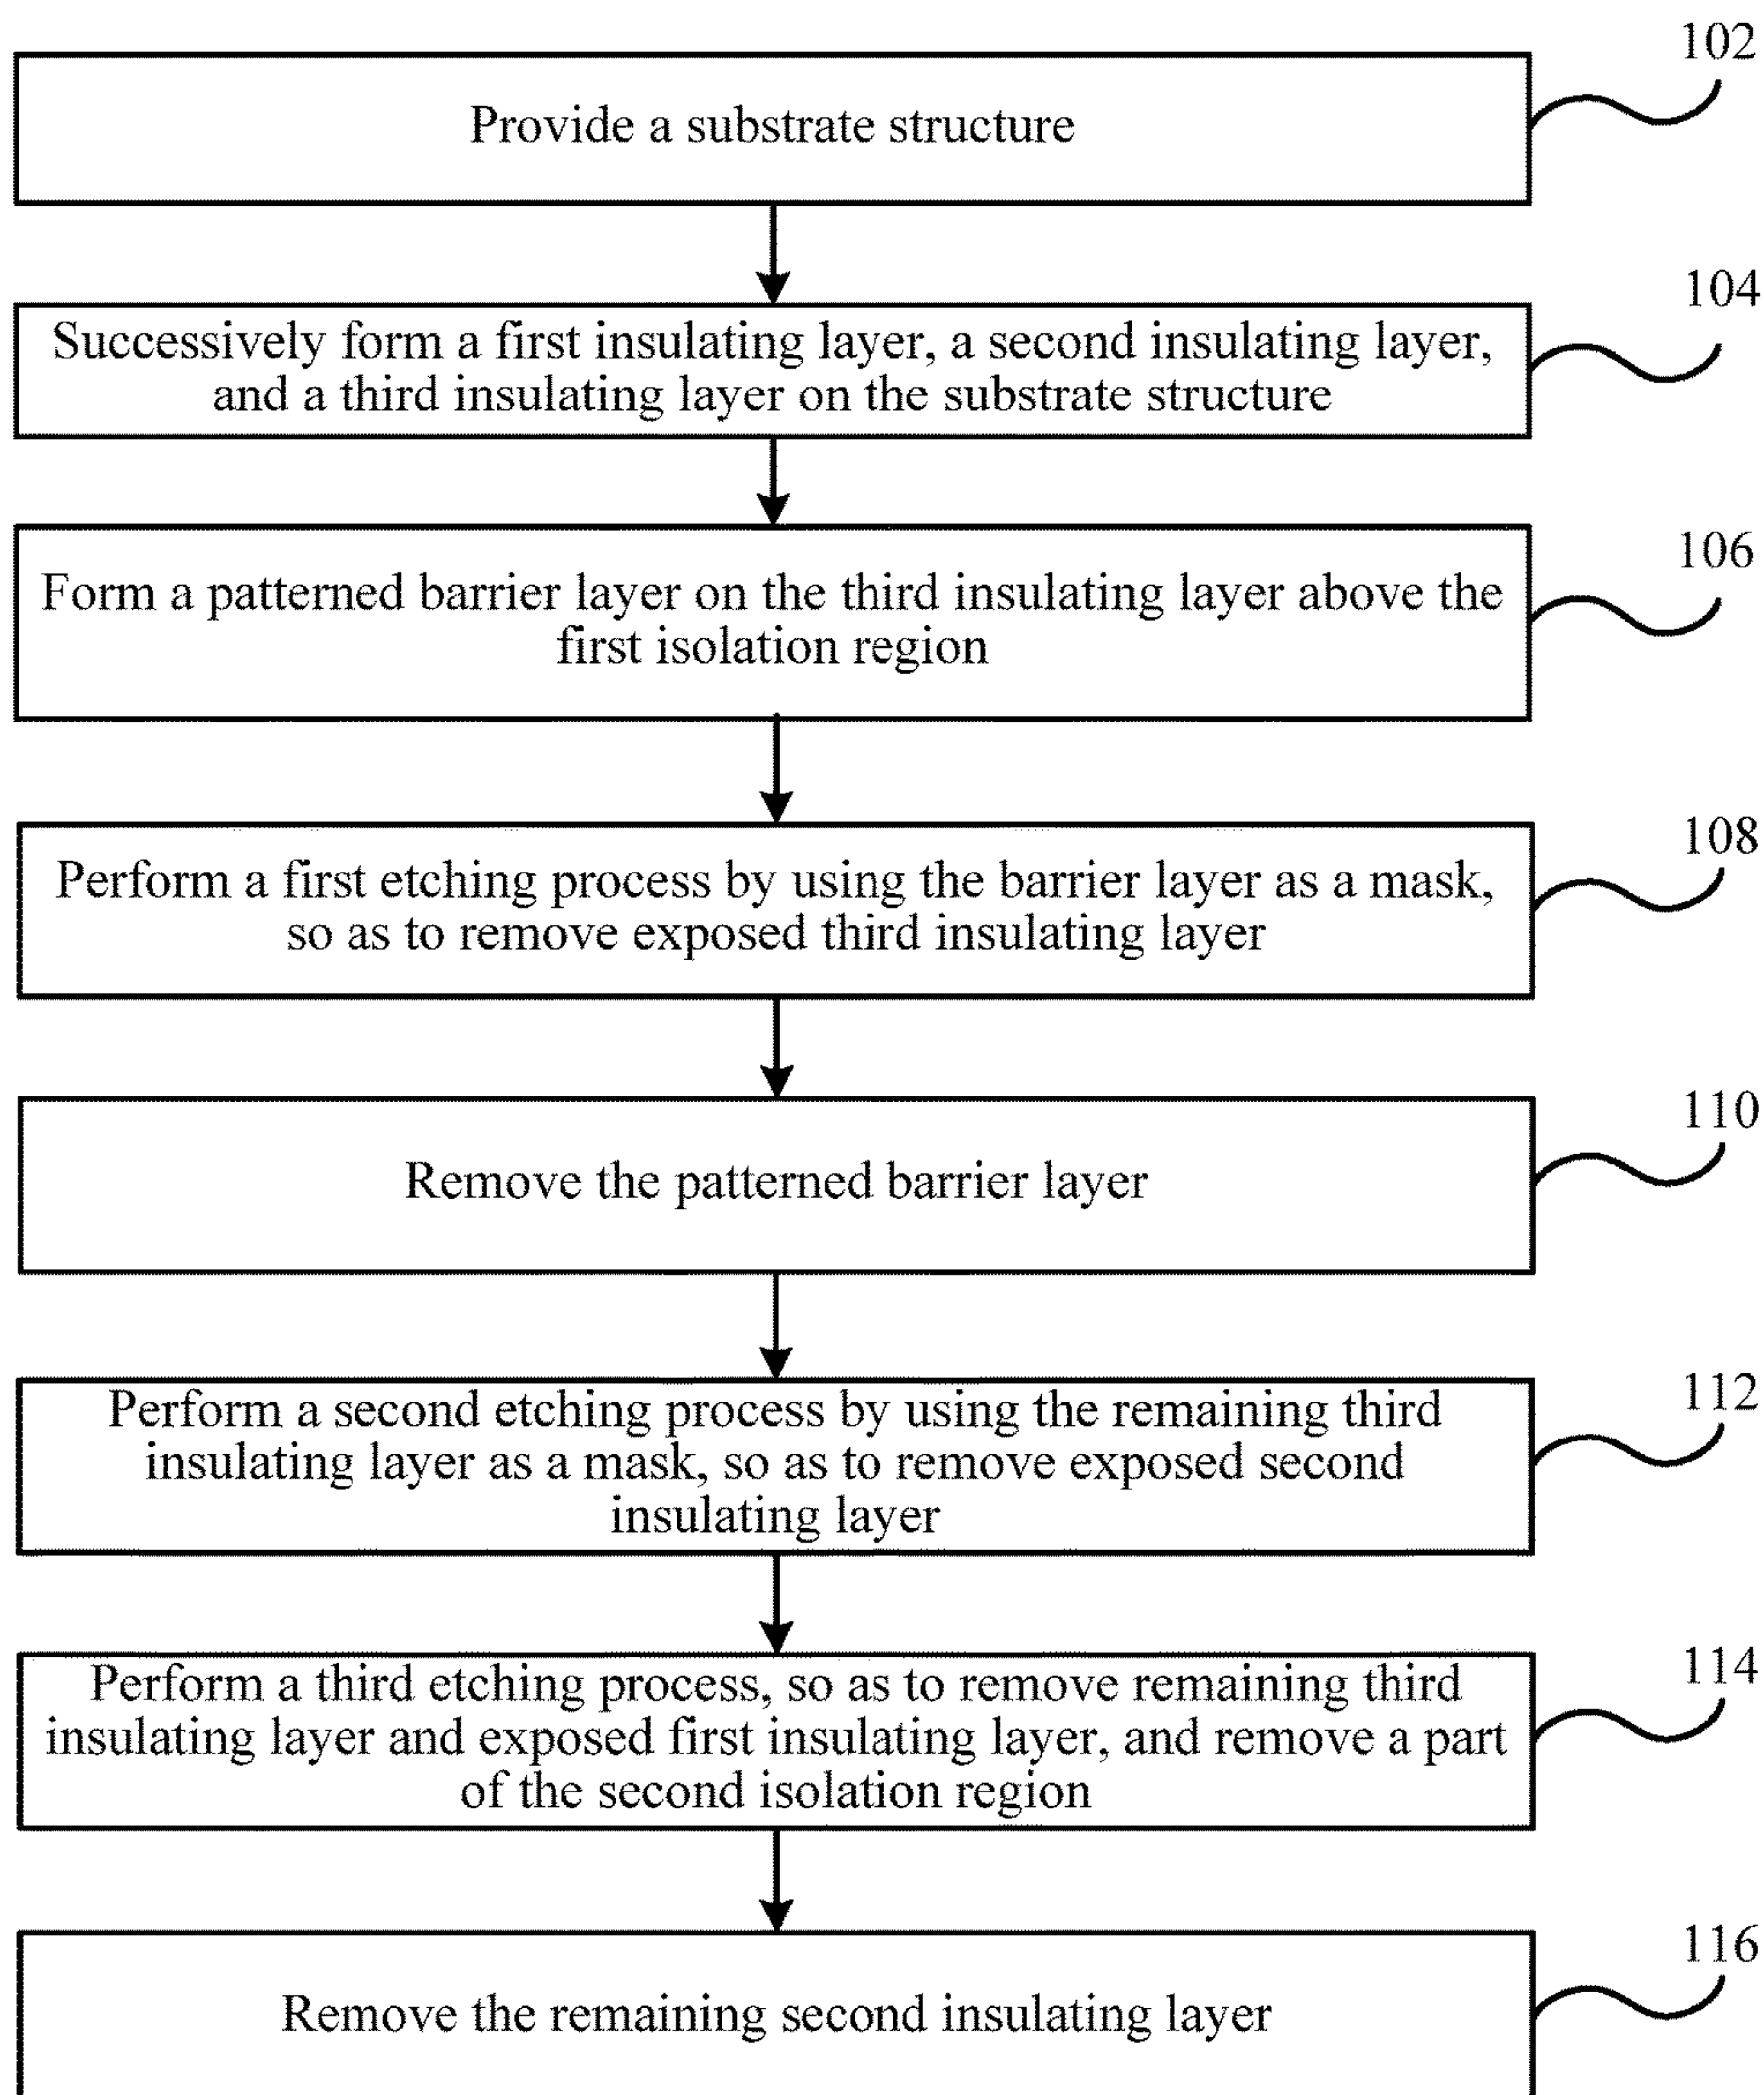 102
Provide a substrate structure
104
Successively form a first insulating layer, a second insulating layer,
and a third insulating layer on the substrate structure
106
Form a patterned barrier layer on the third insulating layer above the
first isolation region
108
Perform a first etching process by using the barrier layer as a mask,
so as to remove exposed third insulating layer
110
Remove the patterned barrier layer
112
Perform a second etching process by using the remaining third
insulating layer as a mask, so as to remove exposed second
insulating layer
114
Perform a third etching process, so as to remove remaining third
insulating layer and exposed first insulating layer, and remove a part
of the second isolation region
116
Remove the remaining second insulating layer